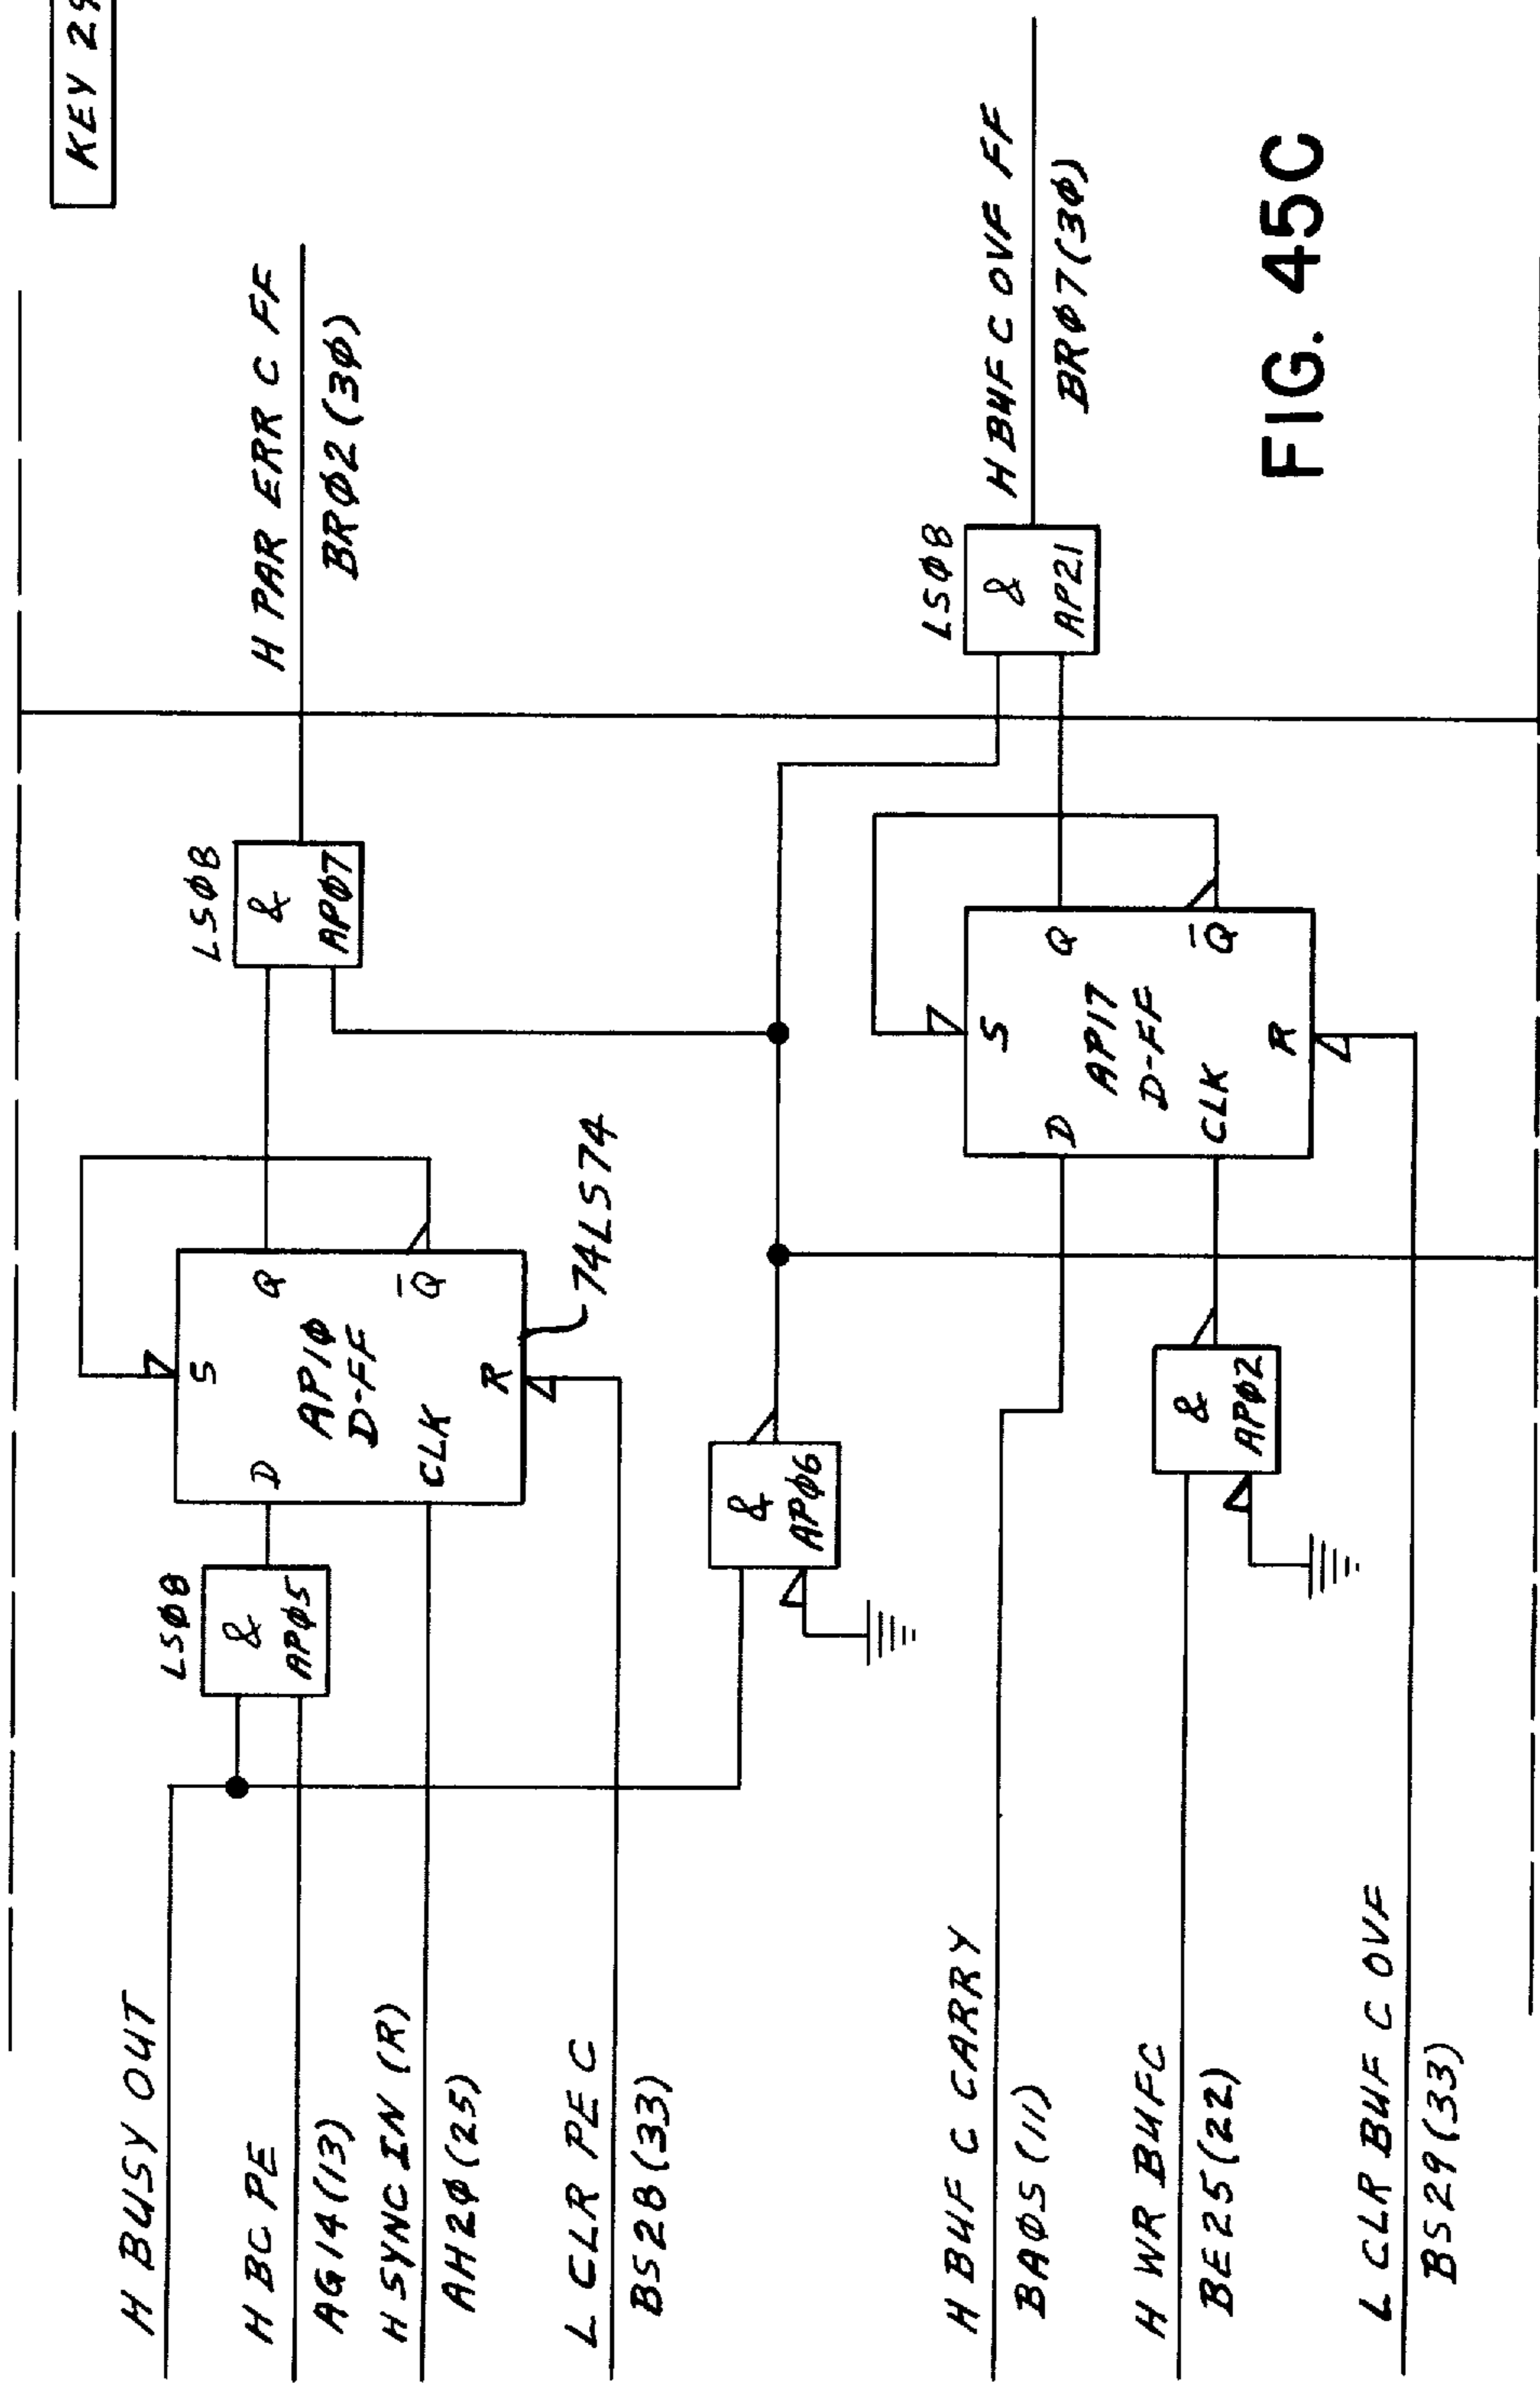 KEY 29
H BUSY OUT
H BC PE
AG14(13)
H SYNC IN (R)
AH2Ø(25)
L CLR PE C
BS28(33)
LSØ8
&
APØ5
D
S
Q
AP1Ø
D-FF
CLK
Q̅
R
74LS74
LSØ8
&
APØ7
H PAR ERR C FF
BRØ2(3Ø)
&
APØ6
H BUF C CARRY
BAØ5(11)
H WR BUFC
BE25(22)
L CLR BUF C OVF
BS29(33)
&
APØ2
D
S
Q
AP17
D-FF
CLK
Q̅
R
LSØ8
&
AP21
H BUF C OVF FF
BRØ7(3Ø)
FIG. 45C